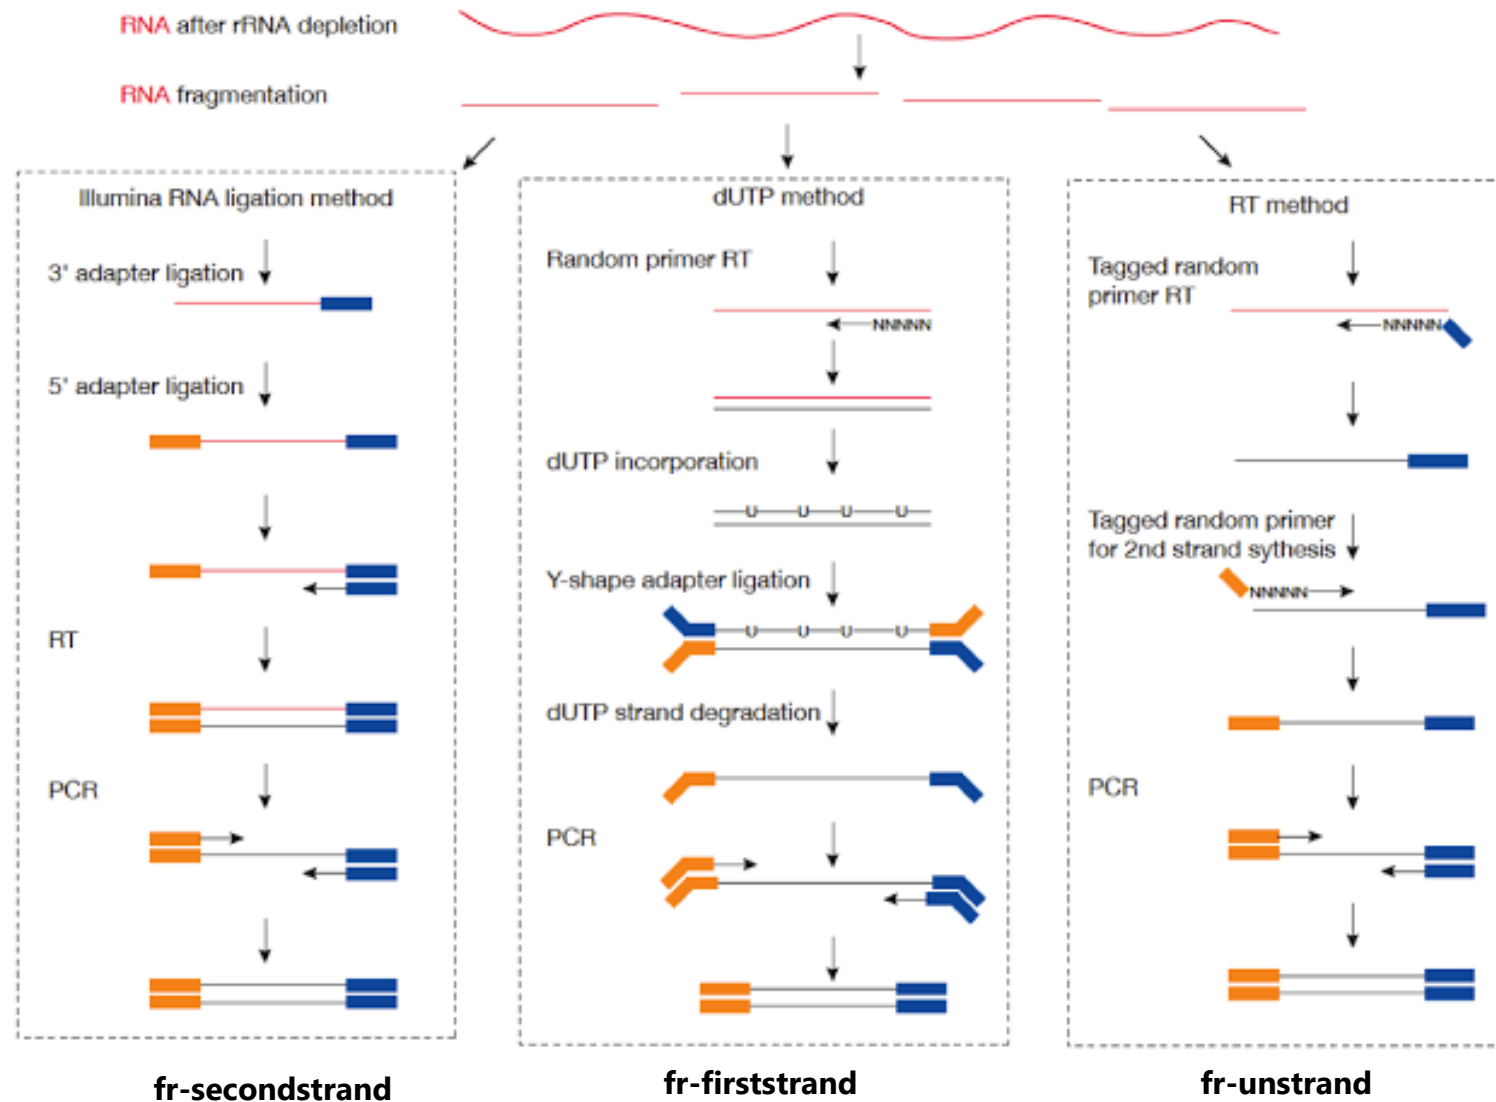 RNA after rRNA depletion
RNA fragmentation
Illumina RNA ligation method
3' adapter ligation
5' adapter ligation
RT
PCR
fr-secondstrand
dUTP method
Random primer RT
NNNNN
dUTP incorporation
U U U U
Y-shape adapter ligation
U U U U
dUTP strand degradation
PCR
fr-firststrand
RT method
Tagged random
primer RT
NNNNN
Tagged random primer
for 2nd strand sythesis
NNNNN
PCR
fr-unstrand